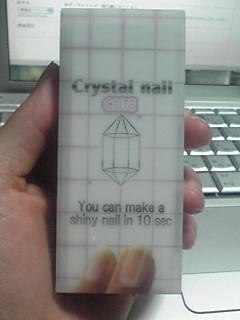 Crystal nail
CUTE
You can make a
shiny nail in 10 sec